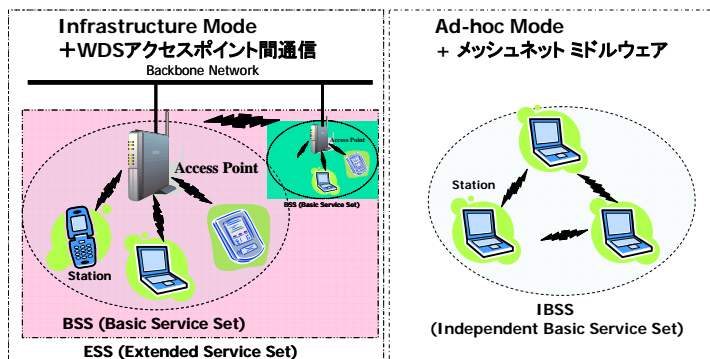 Infrastructure Mode
＋WDSアクセスポイント間通信
Backbone Network
Access Point
Access Point
BSS (Basic Service Set)
Station
BSS (Basic Service Set)
ESS (Extended Service Set)
Ad-hoc Mode
+ メッシュネット ミドルウェア
Station
IBSS
(Independent Basic Service Set)